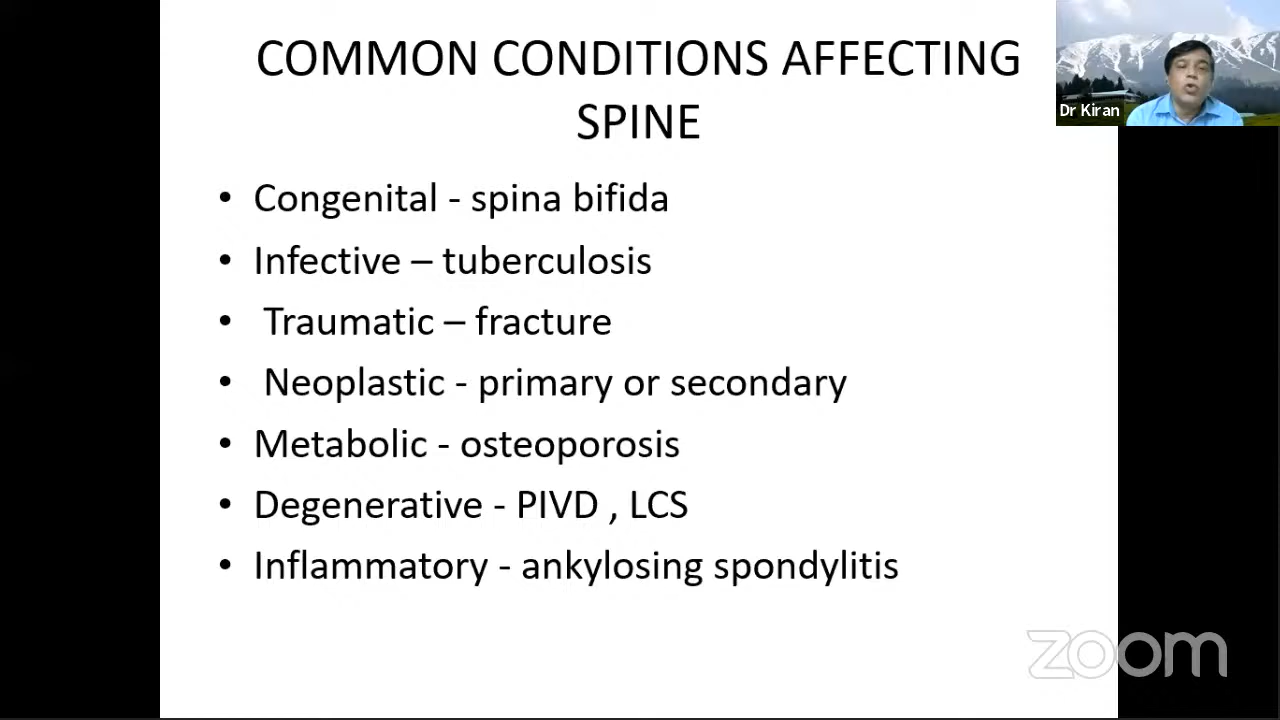 COMMON CONDITIONS AFFECTING
SPINE
Dr Kiran
• Congenital - spina bifida
• Infective – tuberculosis
• Traumatic – fracture
• Neoplastic - primary or secondary
• Metabolic - osteoporosis
• Degenerative - PIVD , LCS
• Inflammatory - ankylosing spondylitis
zoom